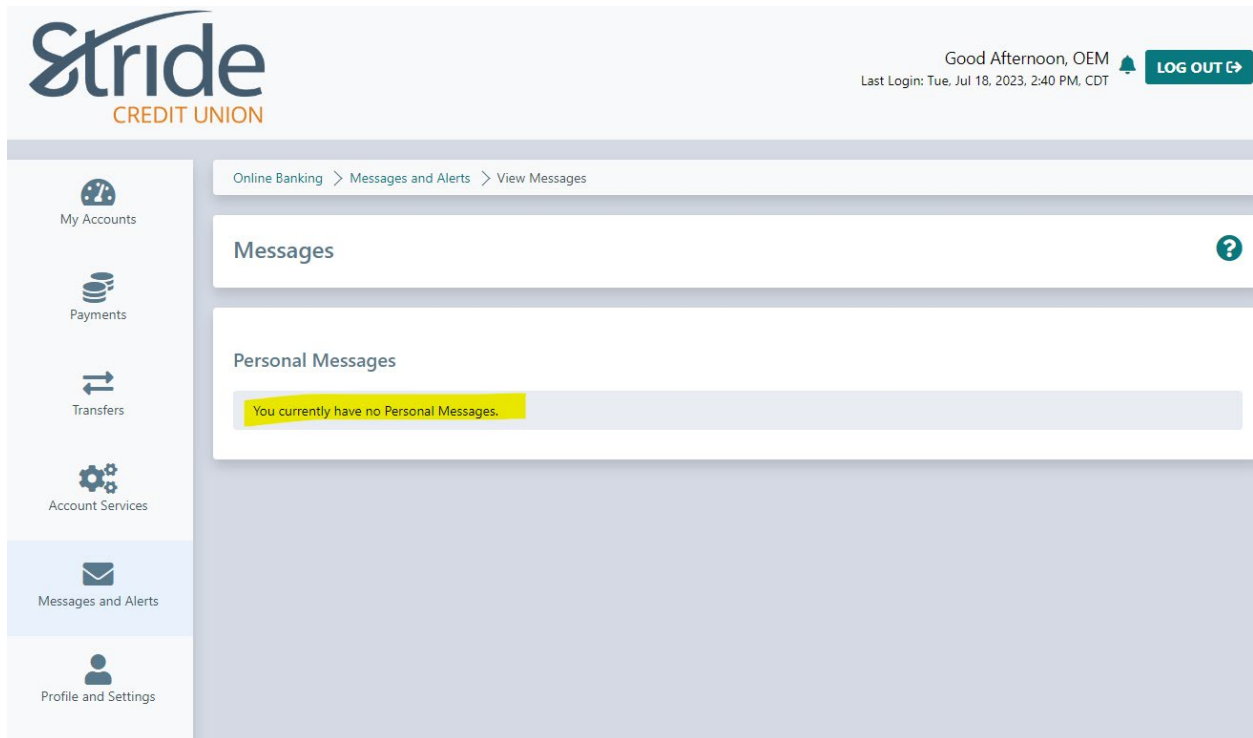 Stride
CREDIT UNION
Good Afternoon, OEM
LOG OUT
Last Login: Tue, Jul 18, 2023, 2:40 PM, CDT
My Accounts
Payments
Transfers
Account Services
Messages and Alerts
Profile and Settings
Online Banking > Messages and Alerts > View Messages
Messages
?
Personal Messages
You currently have no Personal Messages.